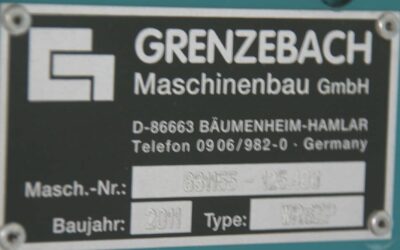 GRENZEBACH
Maschinenbau GmbH
D-86663 BÄUMENHEIM-HAMLAR
Telefon 0906/982-0 · Germany
Masch.-Nr.:
Baujahr: 2011 Type: